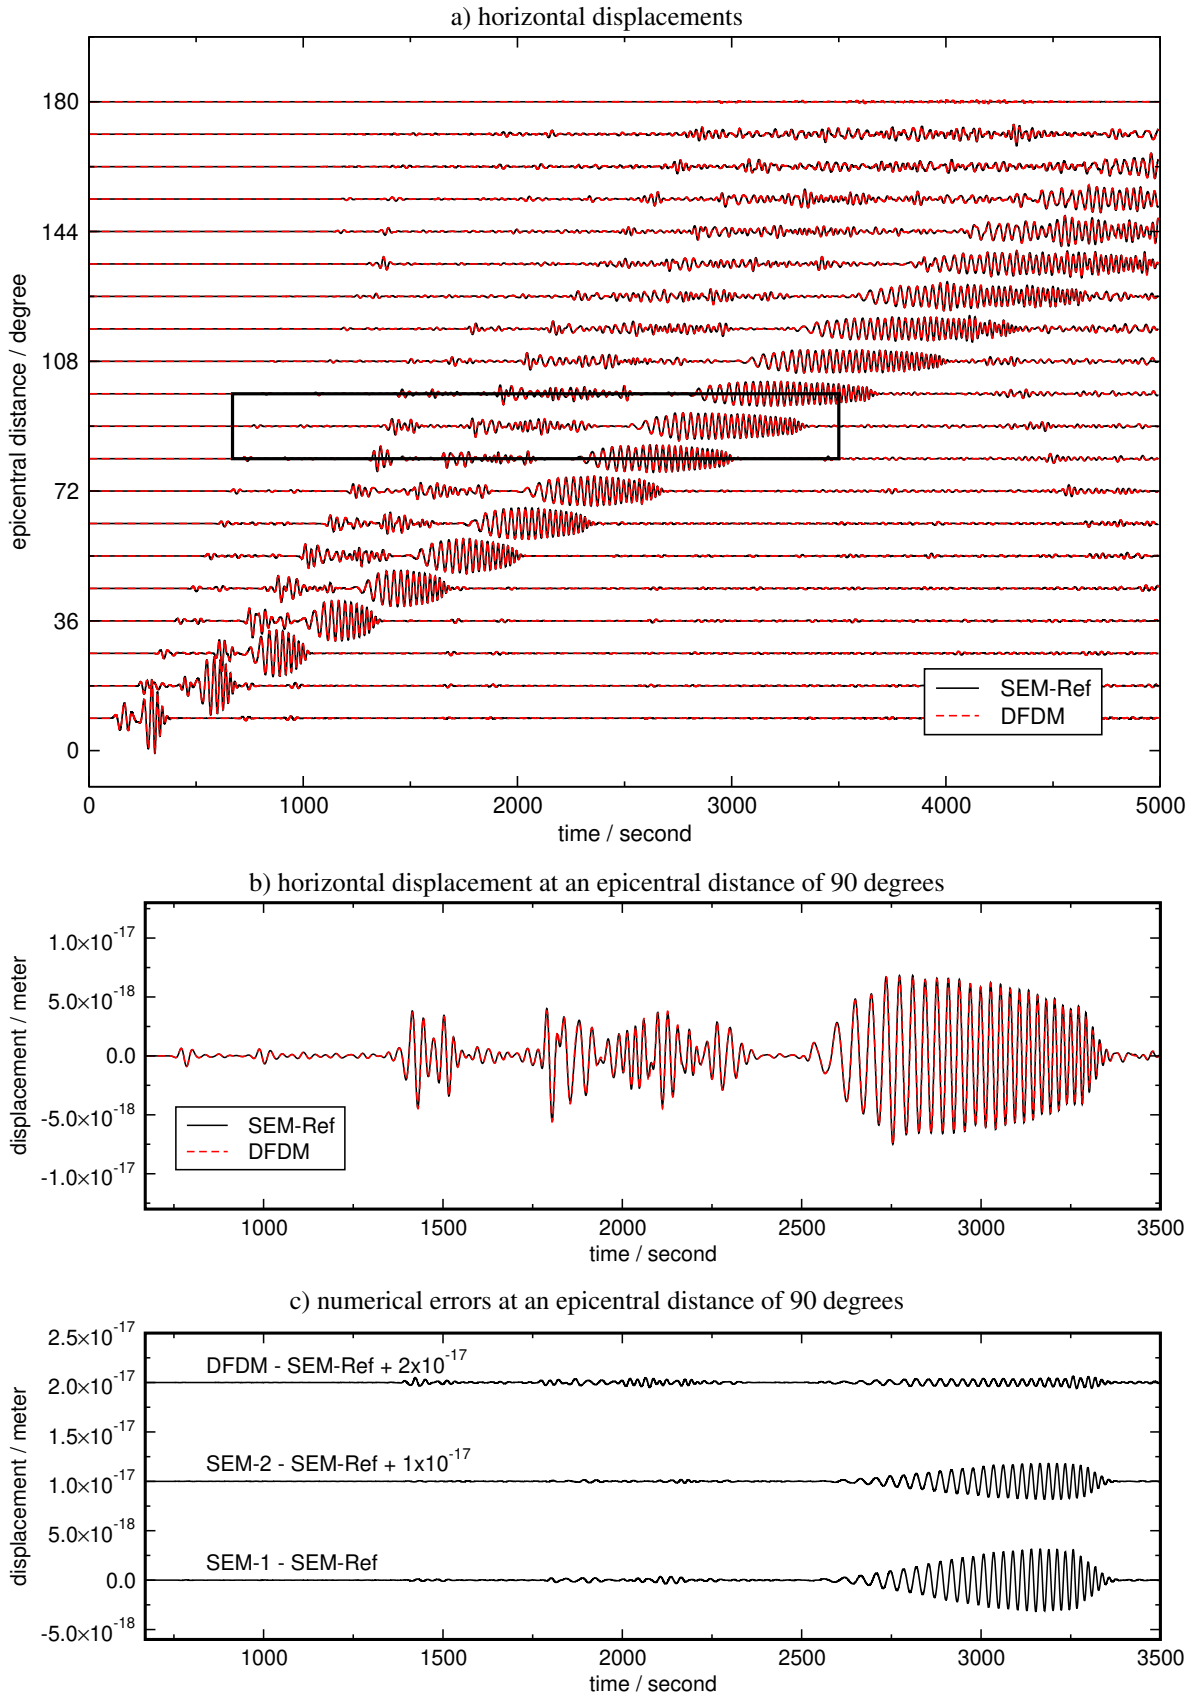 a) horizontal displacements
180
144
108
72
36
0
epicentral distance / degree
SEM-Ref
DFDM
0 1000 2000 3000 4000 5000
time / second
b) horizontal displacement at an epicentral distance of 90 degrees
1.0×10-17
5.0×10-18
0.0
-5.0×10-18
-1.0×10-17
displacement / meter
SEM-Ref
DFDM
1000 1500 2000 2500 3000 3500
time / second
c) numerical errors at an epicentral distance of 90 degrees
2.5×10-17
2.0×10-17
1.5×10-17
1.0×10-17
5.0×10-18
0.0
-5.0×10-18
displacement / meter
DFDM - SEM-Ref + 2x10-17
SEM-2 - SEM-Ref + 1x10-17
SEM-1 - SEM-Ref
1000 1500 2000 2500 3000 3500
time / second